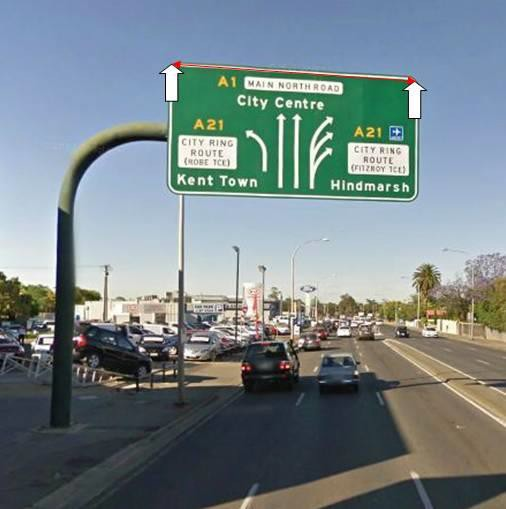 A1 MAIN NORTH ROAD
City Centre
A21
CITY RING
ROUTE
(ROBE TCE)
Kent Town
A21
CITY RING
ROUTE
(FITZROY TCE)
Hindmarsh